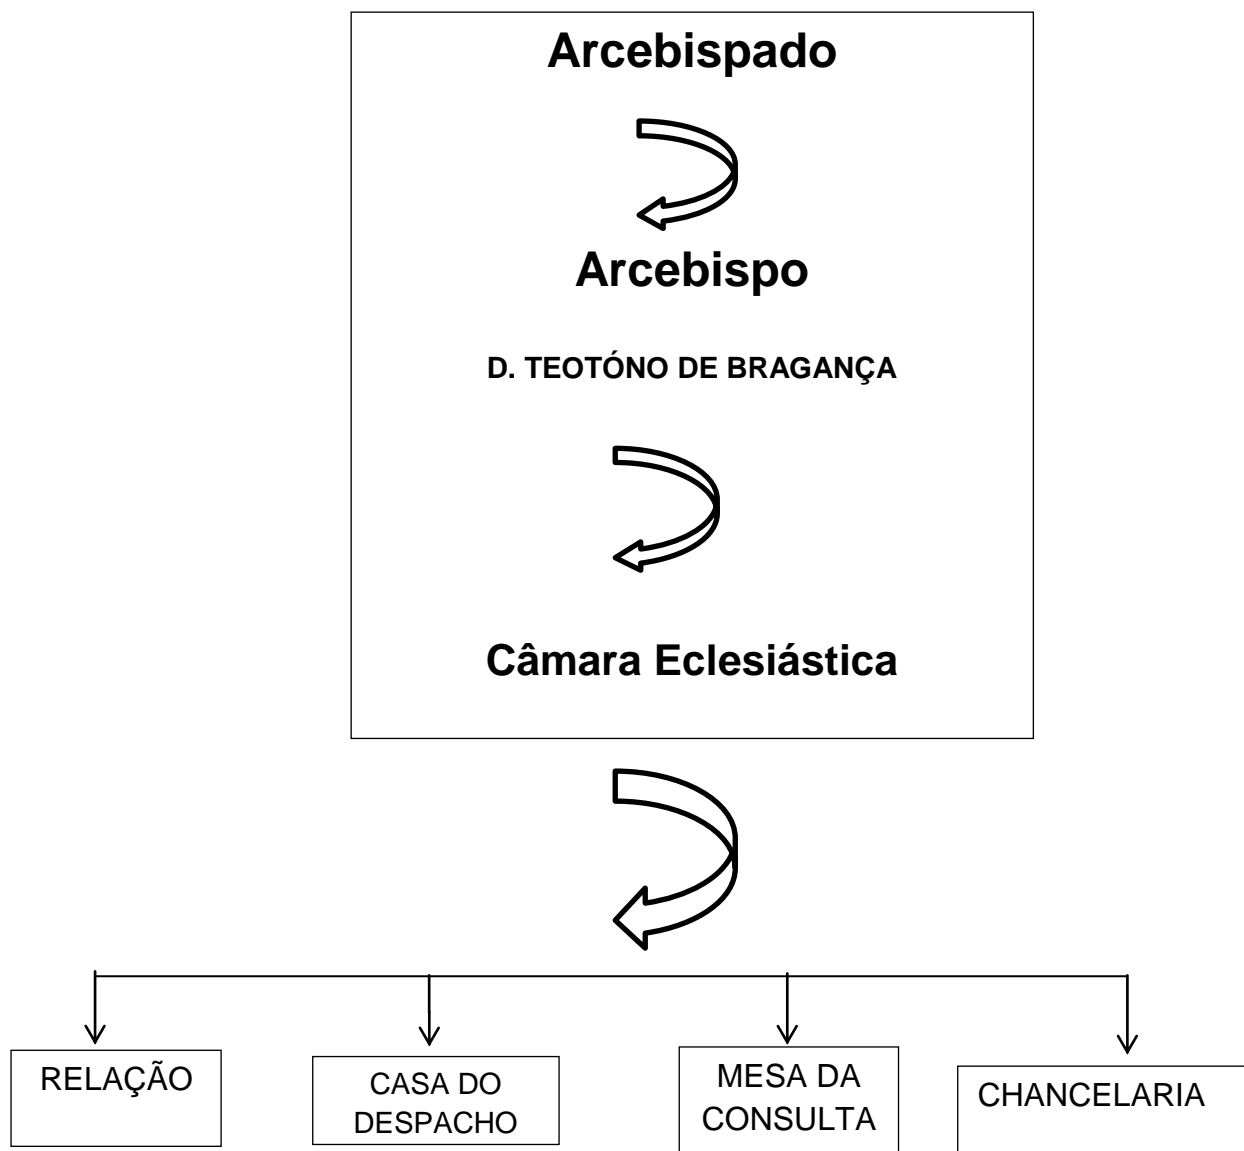 Arcebispado
Arcebispo
D. TEOTÓNO DE BRAGANÇA
Câmara Eclesiástica
RELAÇÃO
CASA DO
DESPACHO
MESA DA
CONSULTA
CHANCELARIA